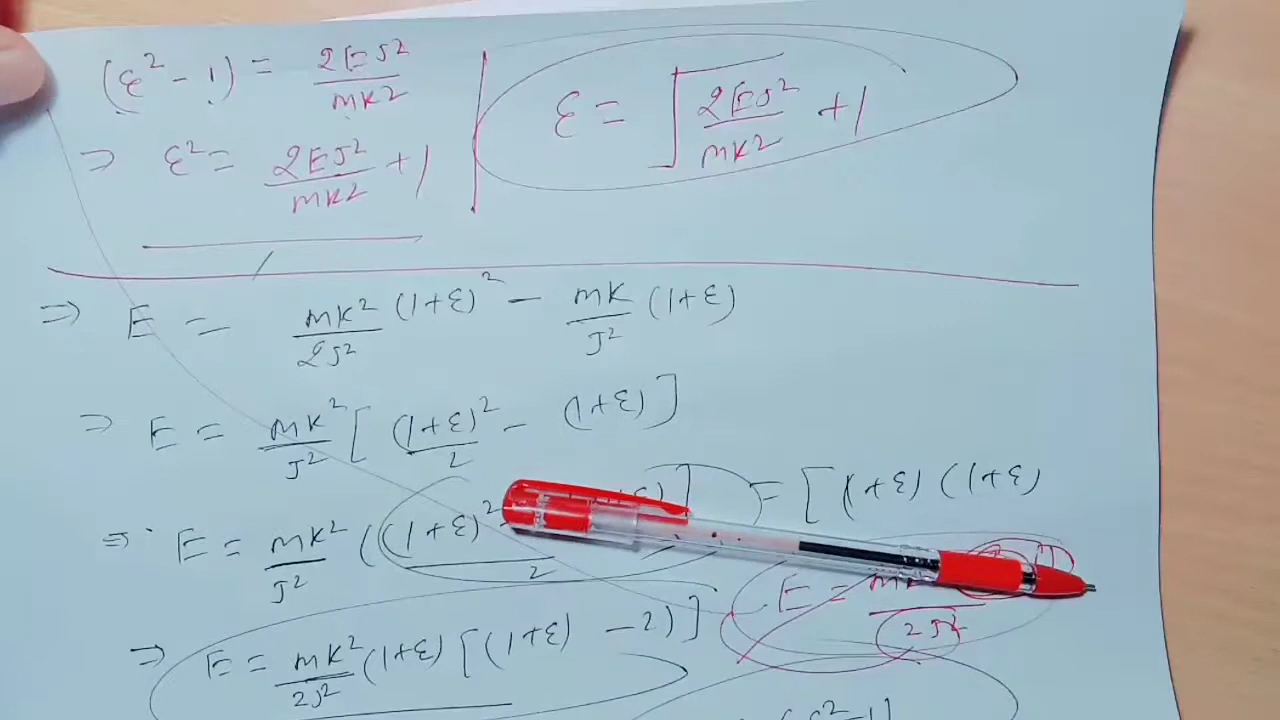 (ε² - 1) = 2EJ²/mk2
⇒ ε² = 2EJ²/mk2 + 1
ε = √(2EJ²/mk2) + 1
⇒ E = mk²/2J² (1+ε)² - mk/J² (1+ε)
⇒ E = mk²/J² [ (1+ε)²/2 - (1+ε) ]
⇒ E = mk²/J² ((1+ε)²
2
= [(1+ε) (1+ε)
E =
2J²
⇒ E = mk²/2J² (1+ε) [(1+ε) - 2)]